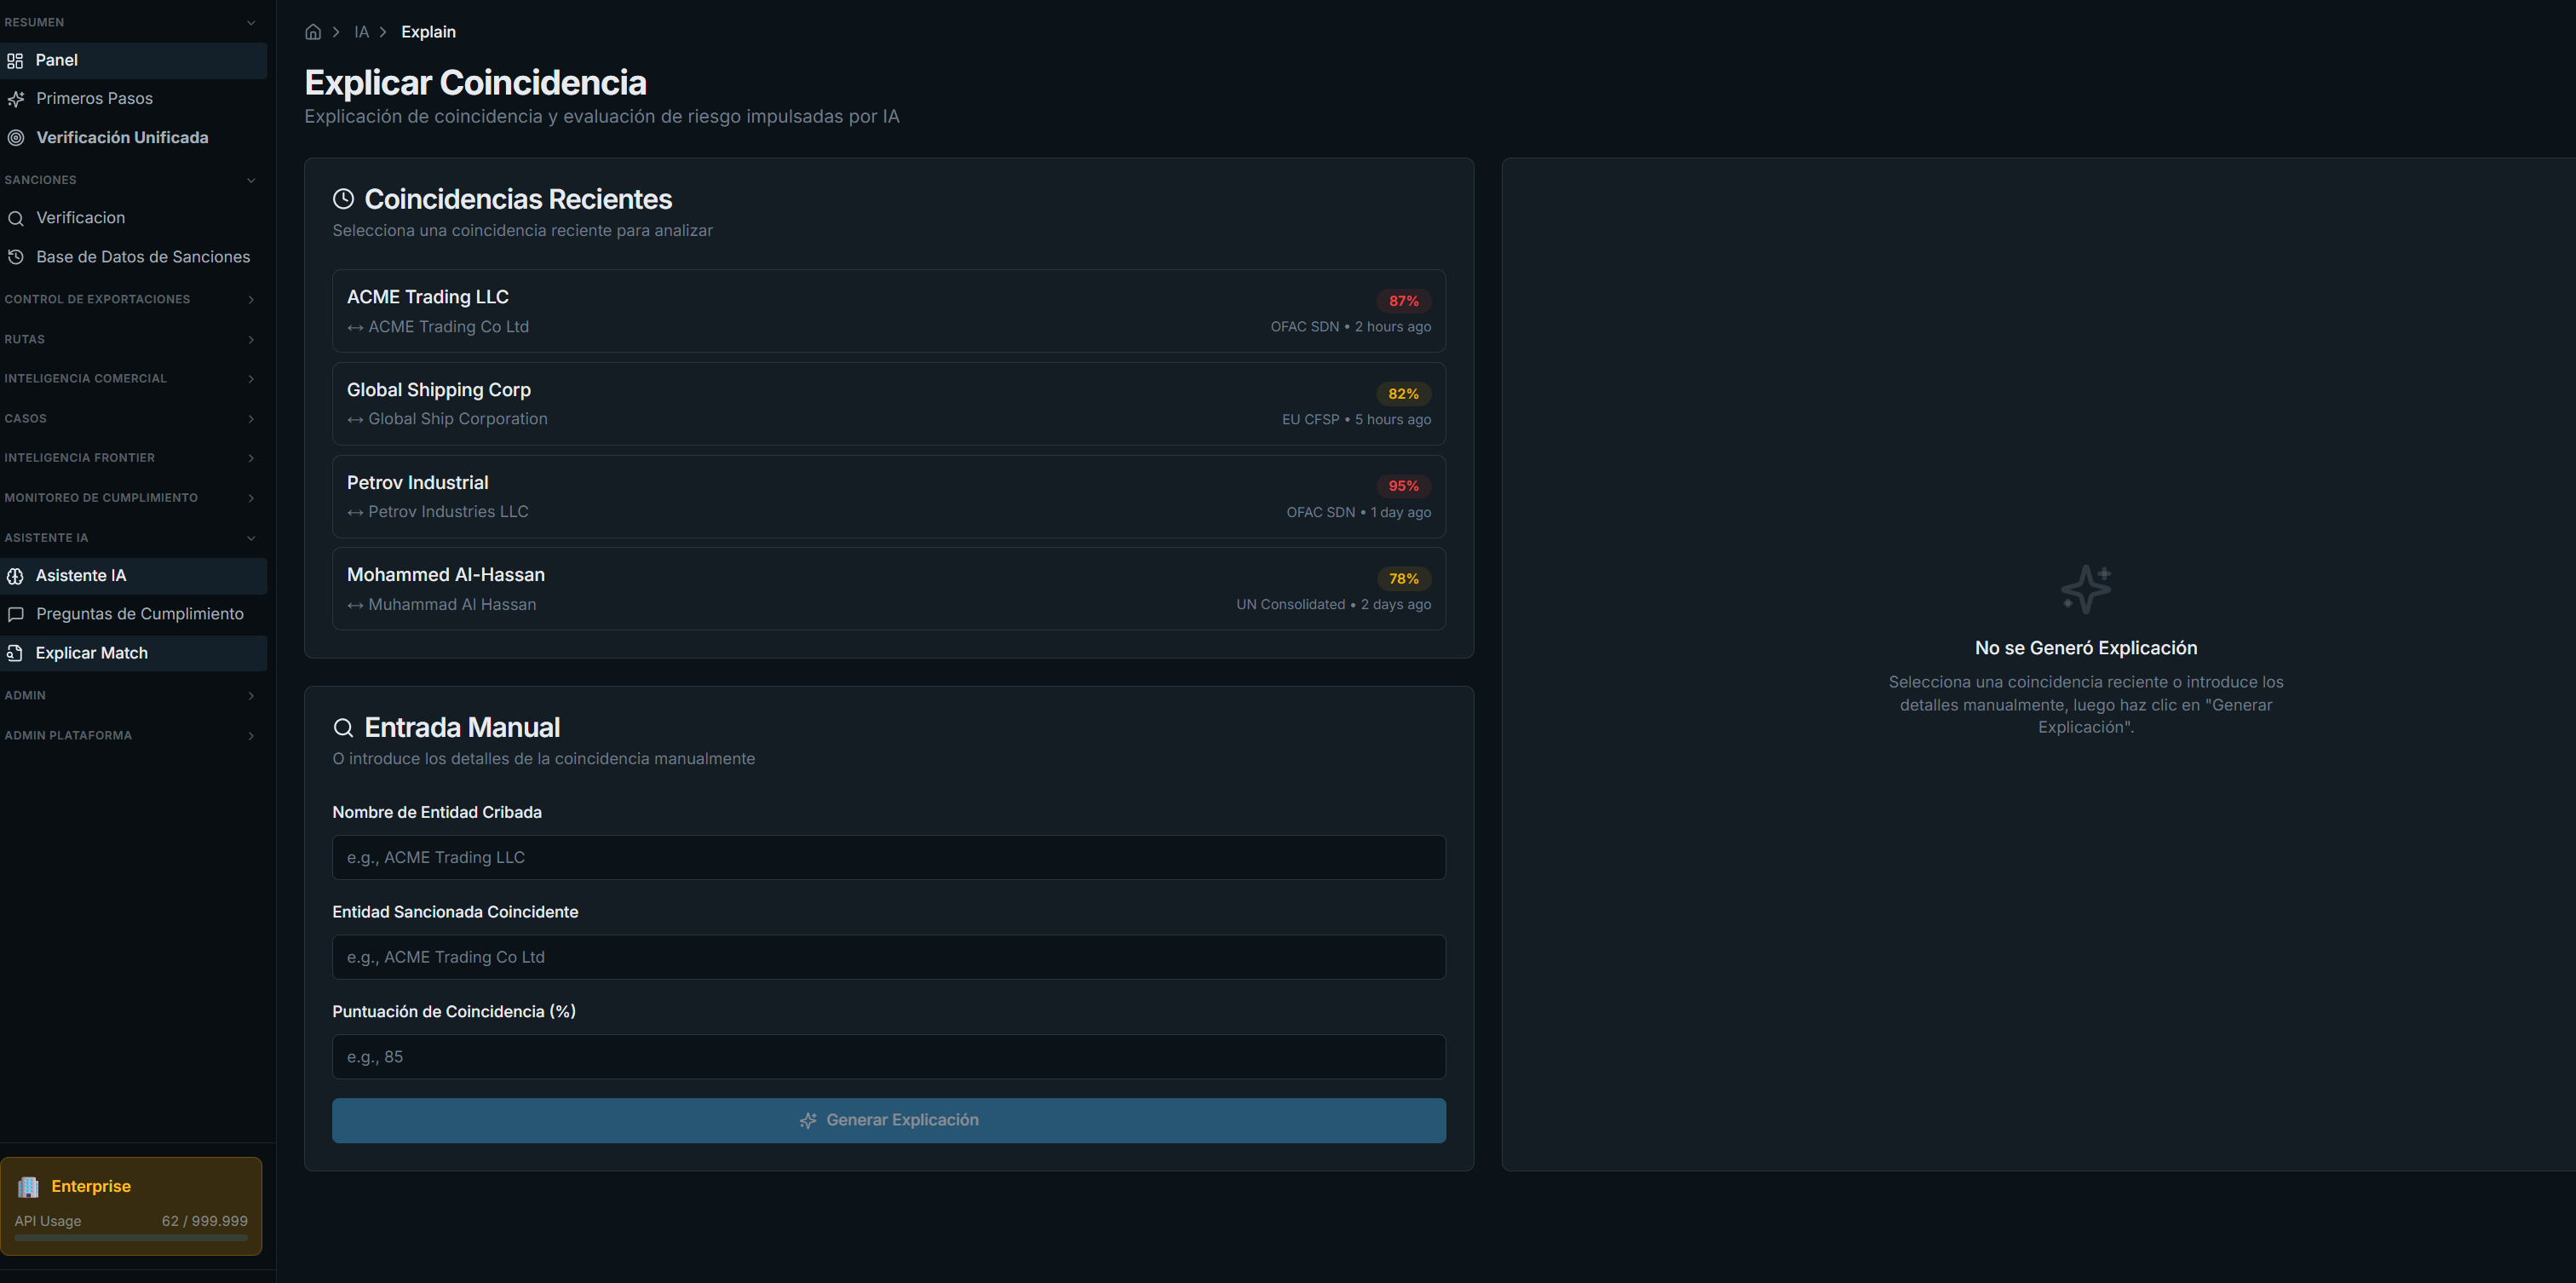 RESUMEN
Panel
Primeros Pasos
Verificación Unificada
SANCIONES
Verificacion
Base de Datos de Sanciones
CONTROL DE EXPORTACIONES
RUTAS
INTELIGENCIA COMERCIAL
CASOS
INTELIGENCIA FRONTIER
MONITOREO DE CUMPLIMIENTO
ASISTENTE IA
Asistente IA
Preguntas de Cumplimiento
Explicar Match
ADMIN
ADMIN PLATAFORMA
Enterprise
API Usage 62 / 999.999
IA > Explain
Explicar Coincidencia
Explicación de coincidencia y evaluación de riesgo impulsadas por IA
Coincidencias Recientes
Selecciona una coincidencia reciente para analizar
ACME Trading LLC 87%
↔ ACME Trading Co Ltd OFAC SDN • 2 hours ago
Global Shipping Corp 82%
↔ Global Ship Corporation EU CFSP • 5 hours ago
Petrov Industrial 95%
↔ Petrov Industries LLC OFAC SDN • 1 day ago
Mohammed Al-Hassan 78%
↔ Muhammad Al Hassan UN Consolidated • 2 days ago
Entrada Manual
O introduce los detalles de la coincidencia manualmente
Nombre de Entidad Cribada
e.g., ACME Trading LLC
Entidad Sancionada Coincidente
e.g., ACME Trading Co Ltd
Puntuación de Coincidencia (%)
e.g., 85
Generar Explicación
No se Generó Explicación
Selecciona una coincidencia reciente o introduce los
detalles manualmente, luego haz clic en "Generar
Explicación".